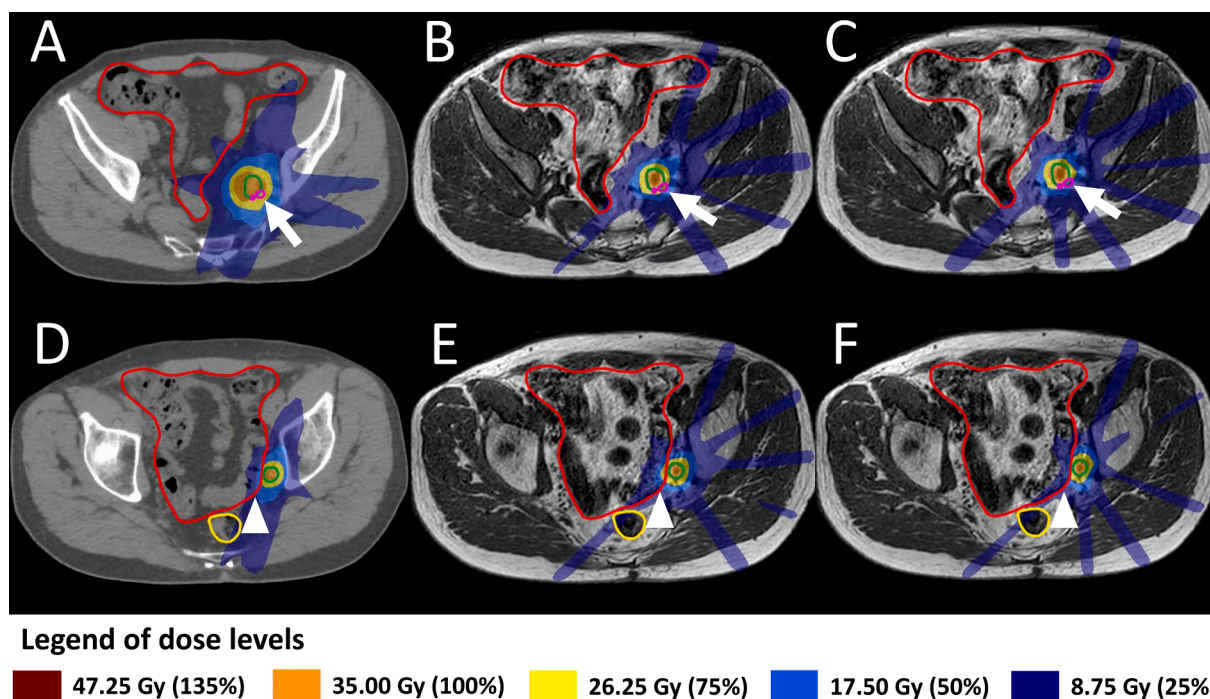 A B C
D E F
Legend of dose levels
47.25 Gy (135%) 35.00 Gy (100%) 26.25 Gy (75%) 17.50 Gy (50%) 8.75 Gy (25%